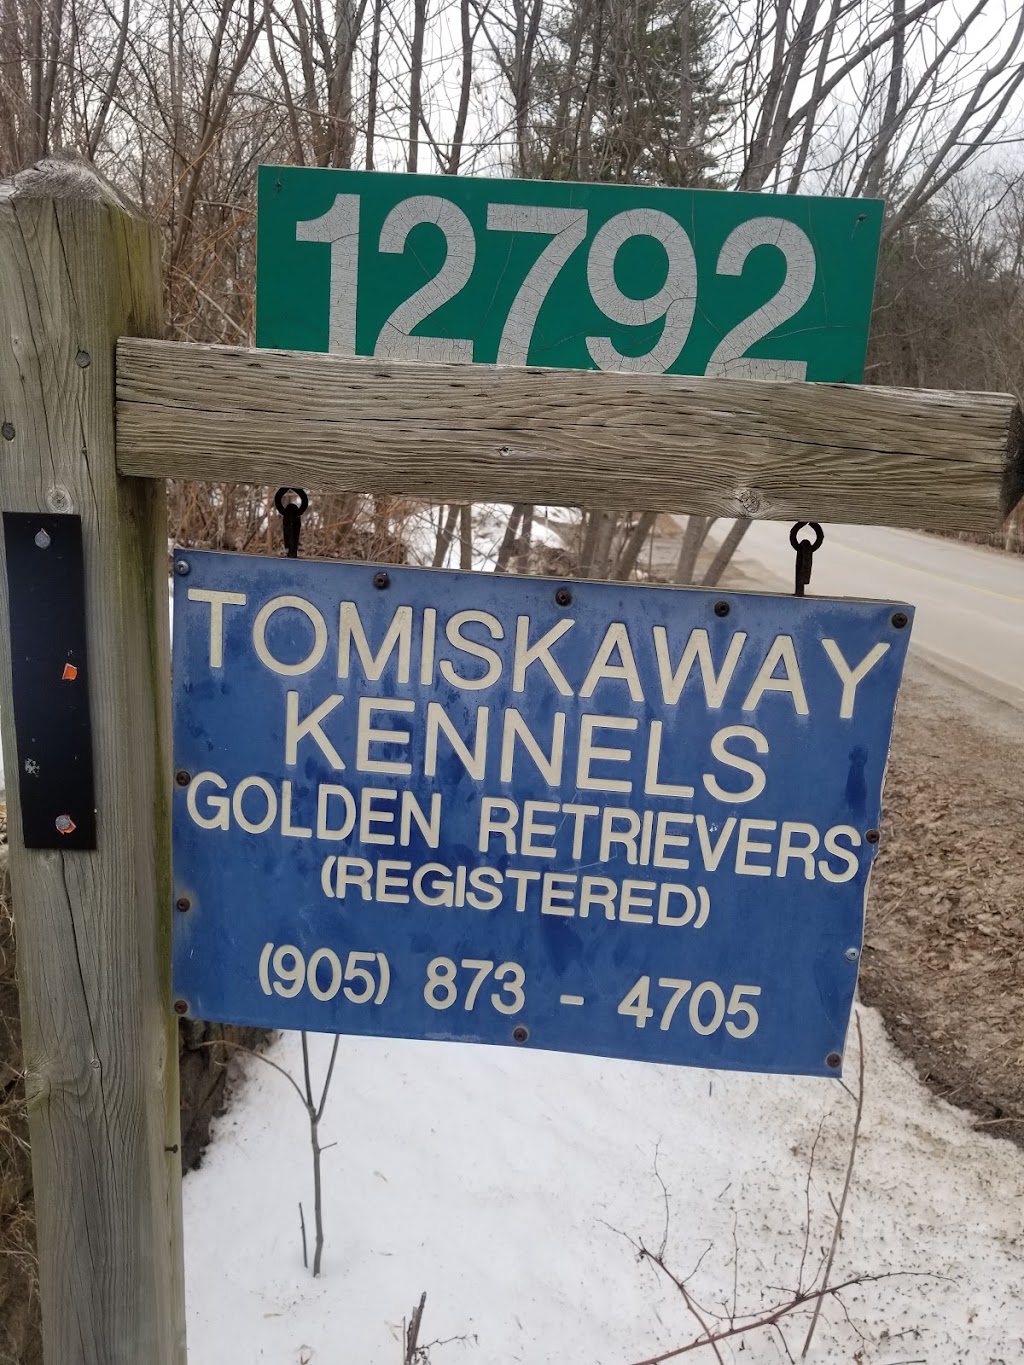 12792
TOMISKAWAY
KENNELS
GOLDEN RETRIEVERS
(REGISTERED)
(905) 873 - 4705